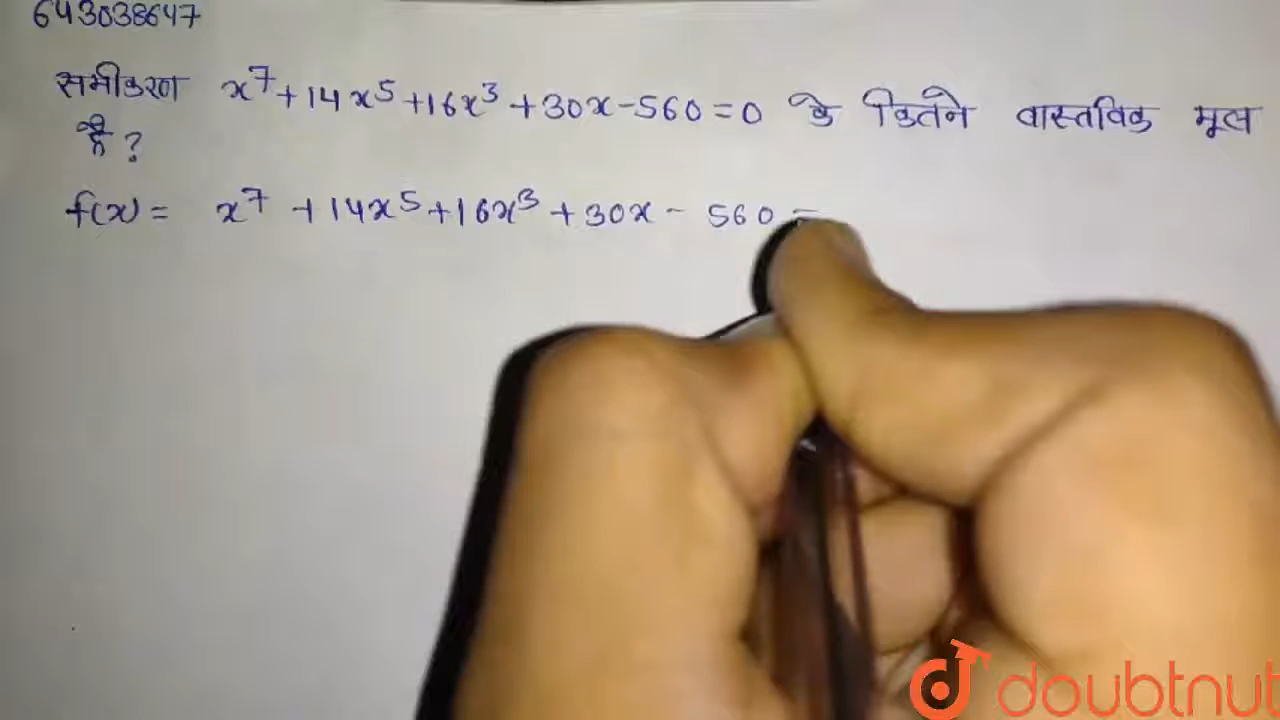 643038647
समीकरण x⁷+14x⁵+16x³+30x-560=0 के कितने वास्तविक मूल
है?
f(x)= x⁷+14x⁵+16x³+30x-560=
doubtnut